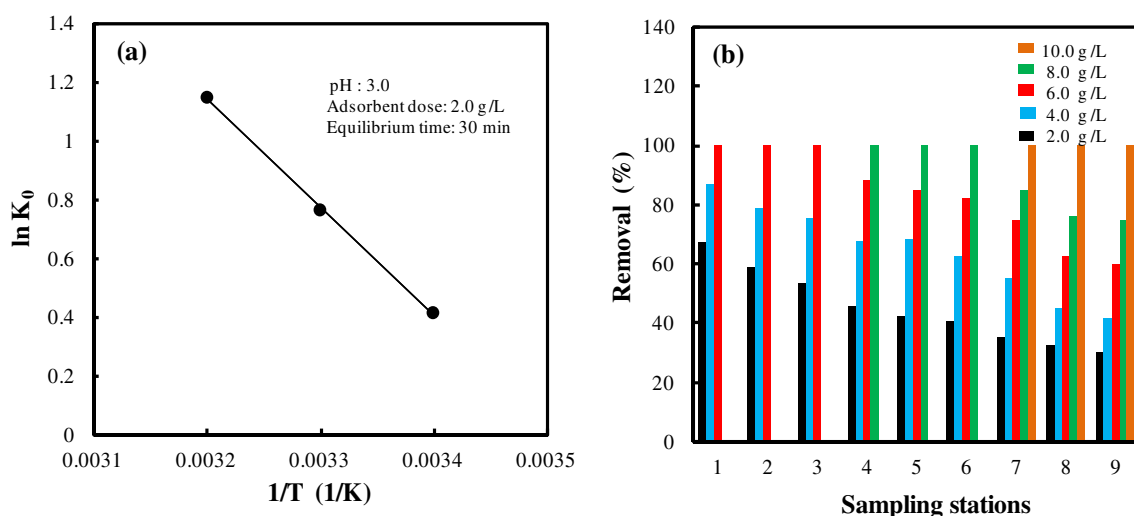 (a)
pH : 3.0
Adsorbent dose: 2.0 g/L
Equilibrium time: 30 min
1.4
1.2
1
0.8
0.6
0.4
0.2
0
ln K0
0.0031 0.0032 0.0033 0.0034 0.0035
1/T (1/K)
(b)
10.0 g/L
8.0 g/L
6.0 g/L
4.0 g/L
2.0 g/L
140
120
100
80
60
40
20
0
Removal (%)
1 2 3 4 5 6 7 8 9
Sampling stations